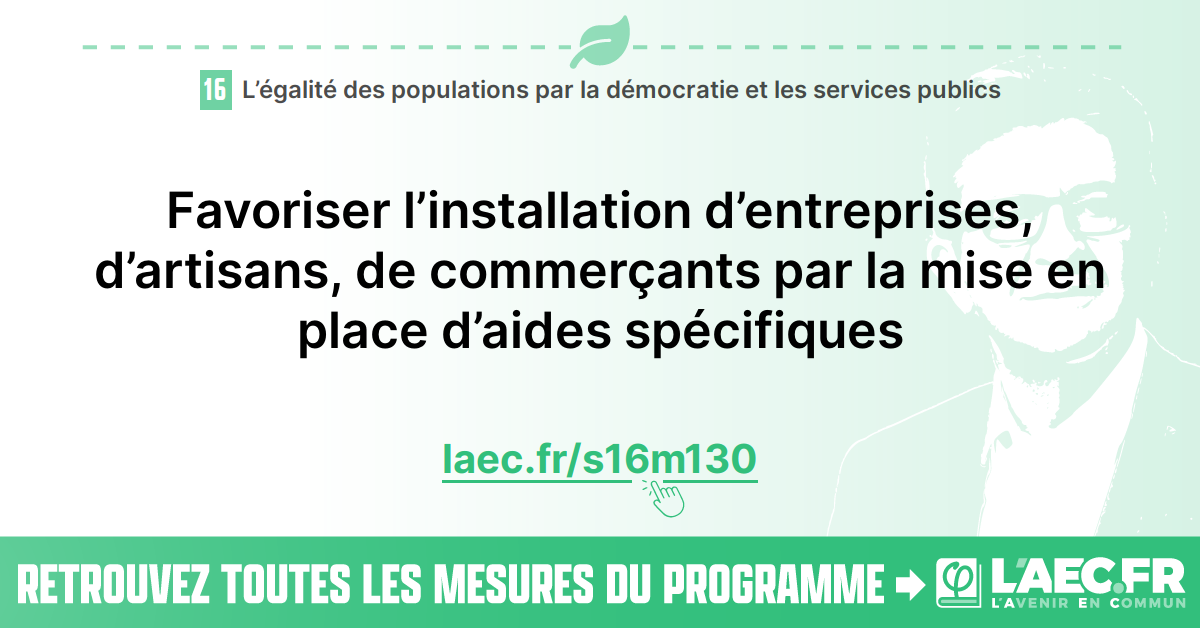 16 L’égalité des populations par la démocratie et les services publics
Favoriser l’installation d’entreprises,
d’artisans, de commerçants par la mise en
place d’aides spécifiques
laec.fr/s16m130
RETROUVEZ TOUTES LES MESURES DU PROGRAMME
L'AEC.FR
L'AVENIR EN COMMUN